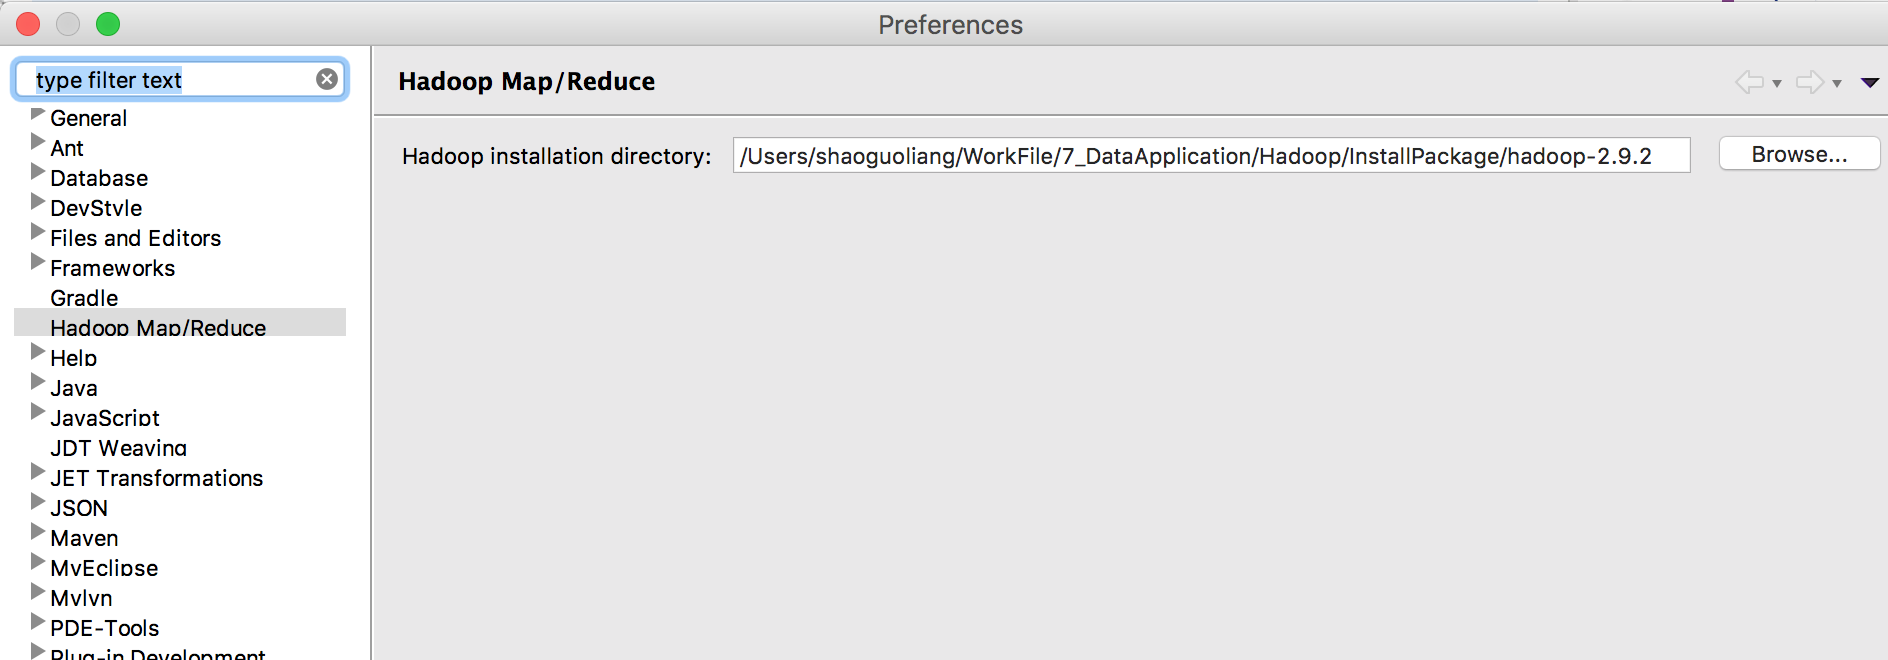 Preferences
type filter text
General
Ant
Database
DevStyle
Files and Editors
Frameworks
Gradle
Hadoop Map/Reduce
Help
Java
JavaScript
JDT Weaving
JET Transformations
JSON
Maven
MyEclipse
Mylyn
PDE-Tools
Plug-in Development
Hadoop Map/Reduce
Hadoop installation directory: /Users/shaoguoliang/WorkFile/7_DataApplication/Hadoop/InstallPackage/hadoop-2.9.2 Browse...